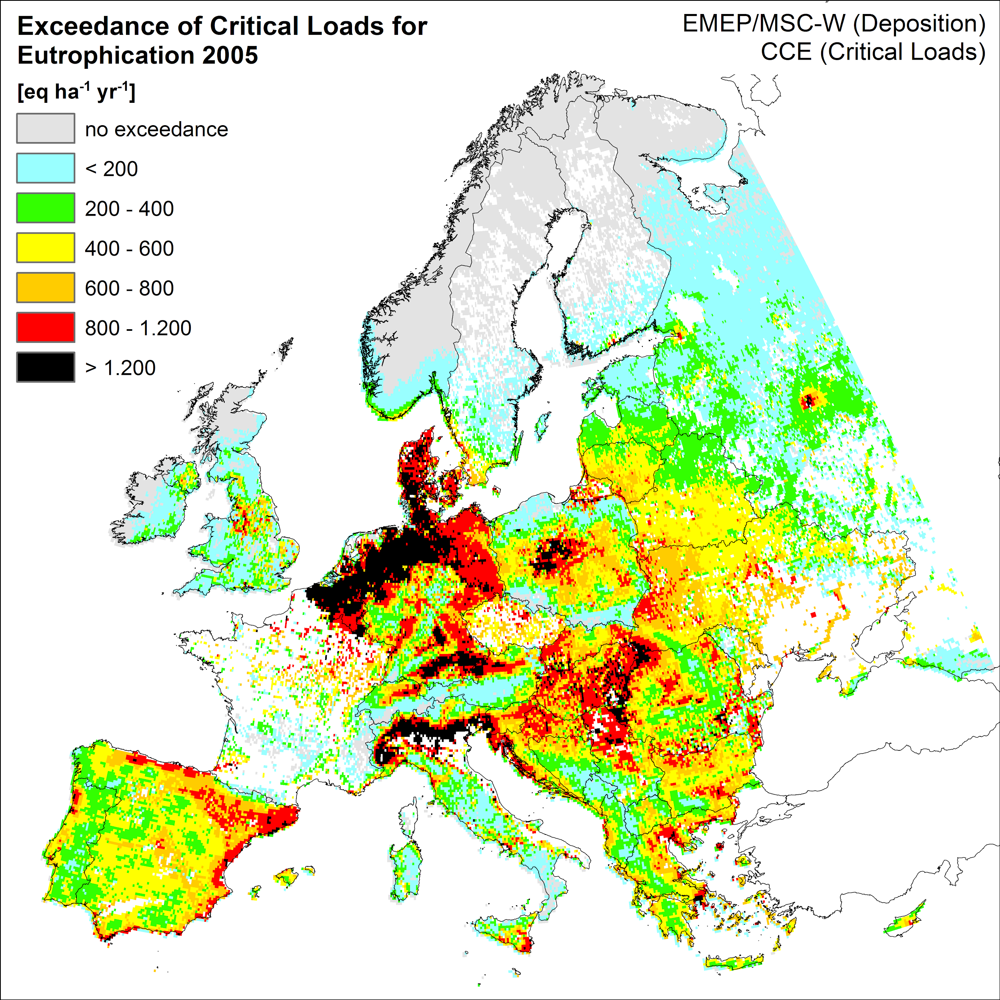 Exceedance of Critical Loads for
Eutrophication 2005
[eq ha⁻¹ yr⁻¹]
no exceedance
< 200
200 - 400
400 - 600
600 - 800
800 - 1.200
> 1.200
EMEP/MSC-W (Deposition)
CCE (Critical Loads)